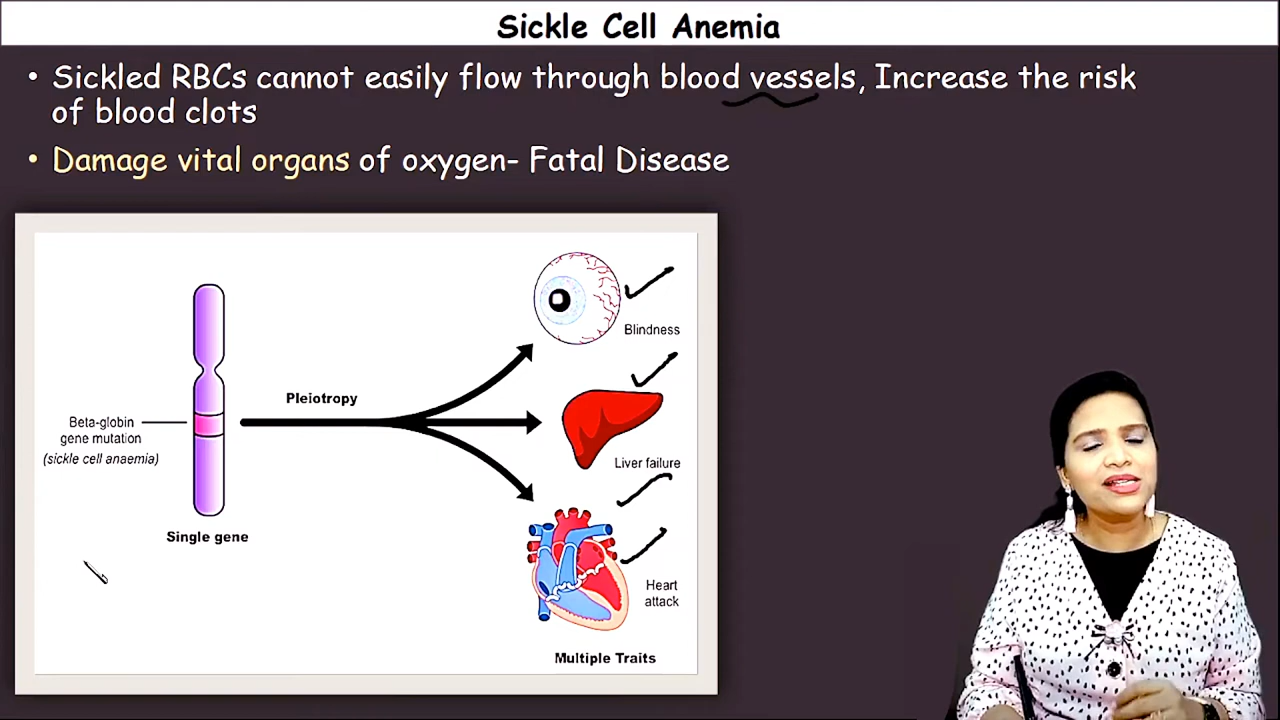 Sickle Cell Anemia
• Sickled RBCs cannot easily flow through blood vessels, Increase the risk
of blood clots
• Damage vital organs of oxygen- Fatal Disease
Blindness
Pleiotropy
Beta-globin
gene mutation
(sickle cell anaemia)
Liver failure
Single gene
Heart
attack
Multiple Traits